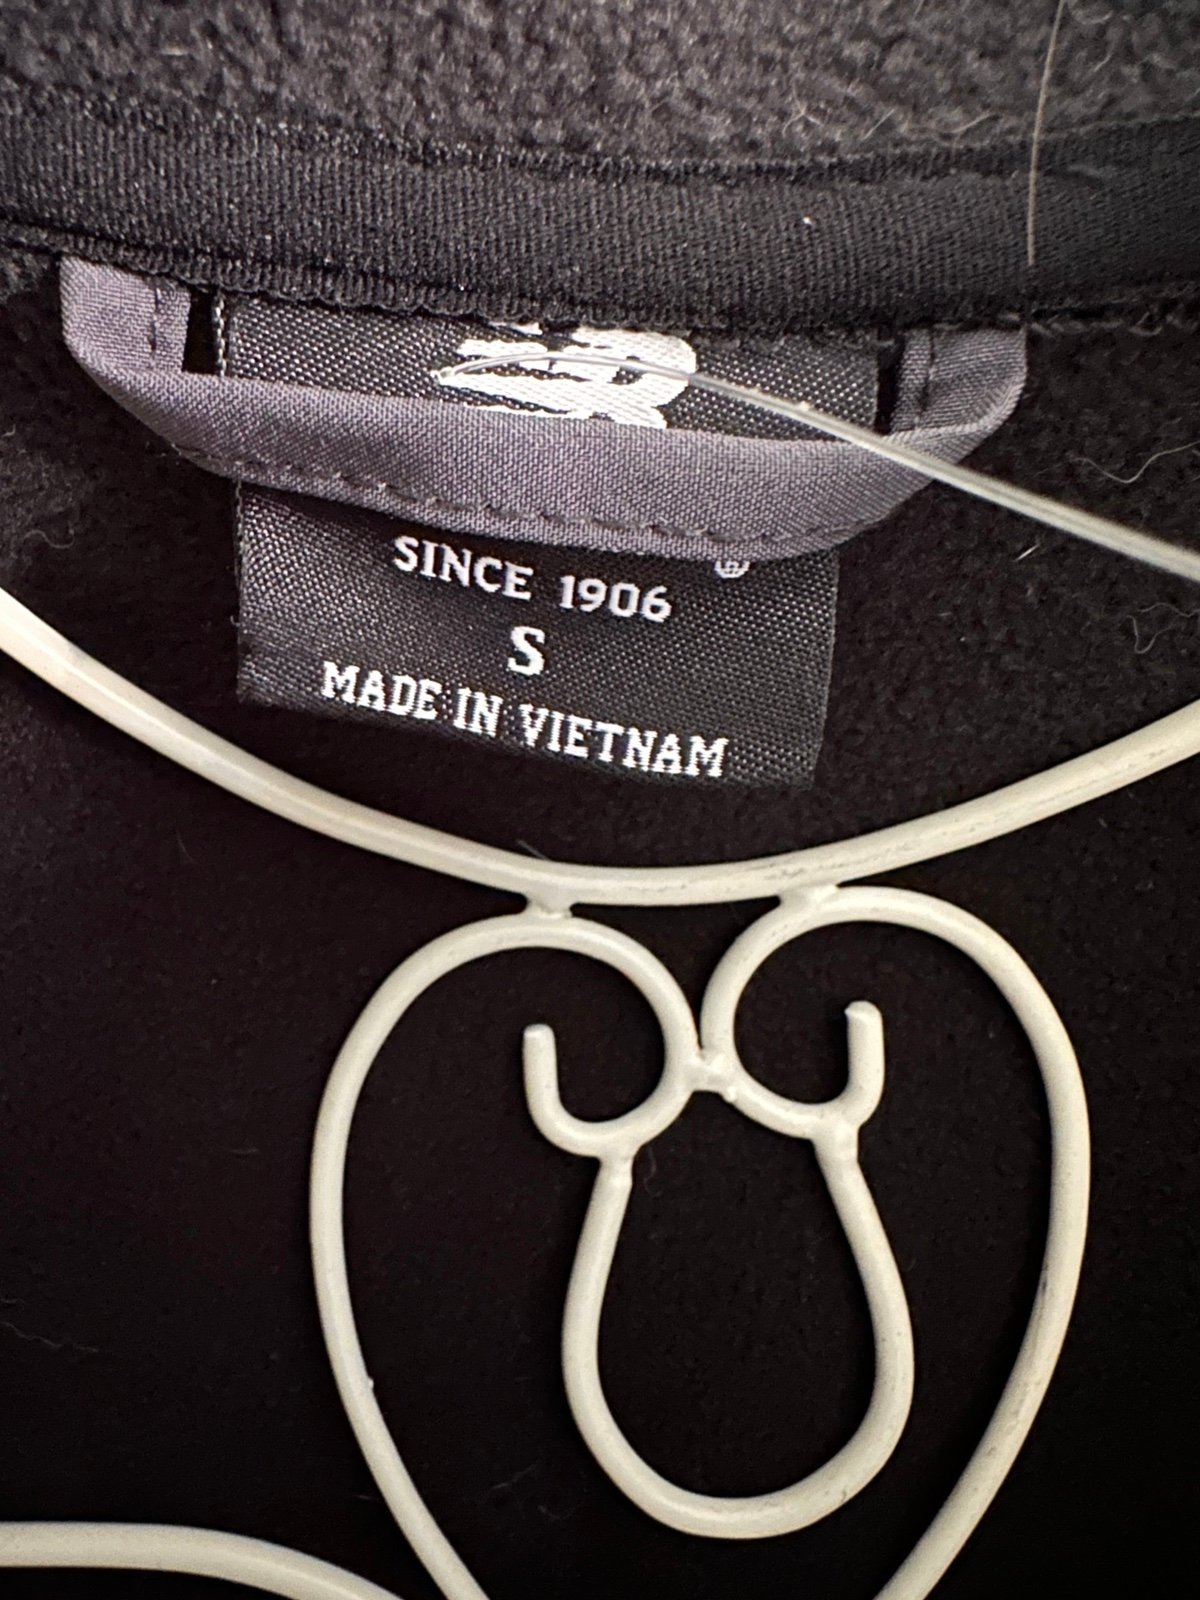 ®
SINCE 1906
S
MADE IN VIETNAM